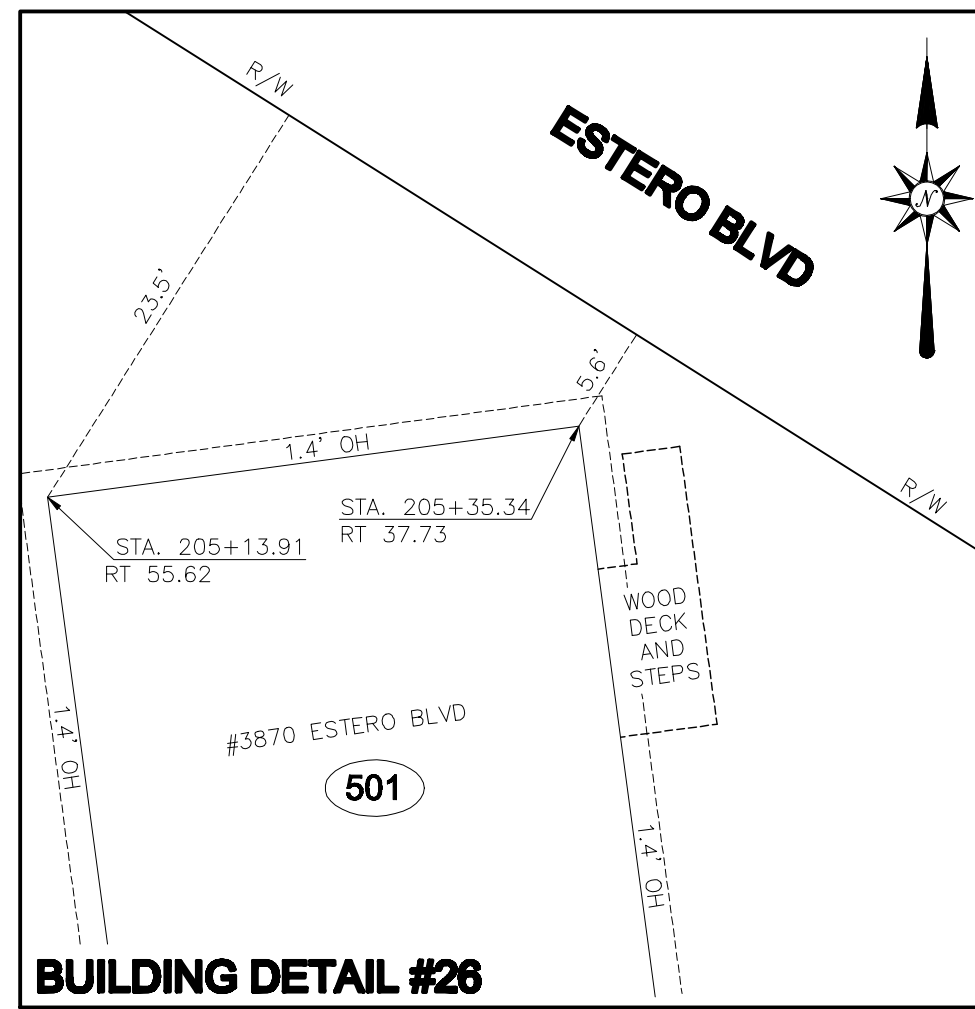 R/W
ESTERO BLVD
N
23.5'
5.6'
1.4' OH
STA. 205+35.34
RT 37.73
STA. 205+13.91
RT 55.62
R/W
WOOD
DECK
AND
STEPS
1.4' OH
#3870 ESTERO BLVD
501
1.4' OH
BUILDING DETAIL #26